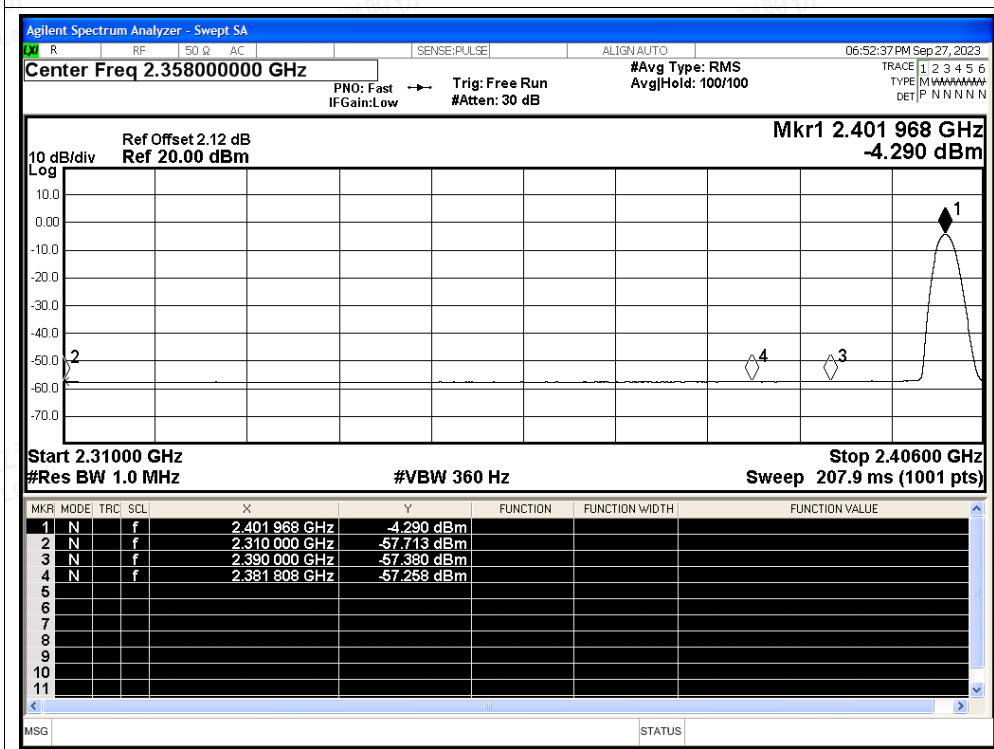 Agilent Spectrum Analyzer - Swept SA
LXI R RF 50 Ω AC SENSE:PULSE ALIGN AUTO 06:52:37 PM Sep 27, 2023
Center Freq 2.358000000 GHz #Avg Type: RMS TRACE 1 2 3 4 5 6
PNO: Fast Trig: Free Run Avg|Hold: 100/100 TYPE M WWWWW
IFGain:Low #Atten: 30 dB DET P N N N N N
Mkr1 2.401 968 GHz
Ref Offset 2.12 dB
10 dB/div Ref 20.00 dBm -4.290 dBm
Log
10.0
1
0.00
-10.0
-20.0
-30.0
-40.0
-50.0 2 4 3
-60.0
-70.0
Start 2.31000 GHz Stop 2.40600 GHz
#Res BW 1.0 MHz #VBW 360 Hz Sweep 207.9 ms (1001 pts)
MKR MODE TRC SCL X Y FUNCTION FUNCTION WIDTH FUNCTION VALUE
1 N f 2.401 968 GHz -4.290 dBm
2 N f 2.310 000 GHz -57.713 dBm
3 N f 2.390 000 GHz -57.380 dBm
4 N f 2.381 808 GHz -57.258 dBm
5
6
7
8
9
10
11
MSG STATUS